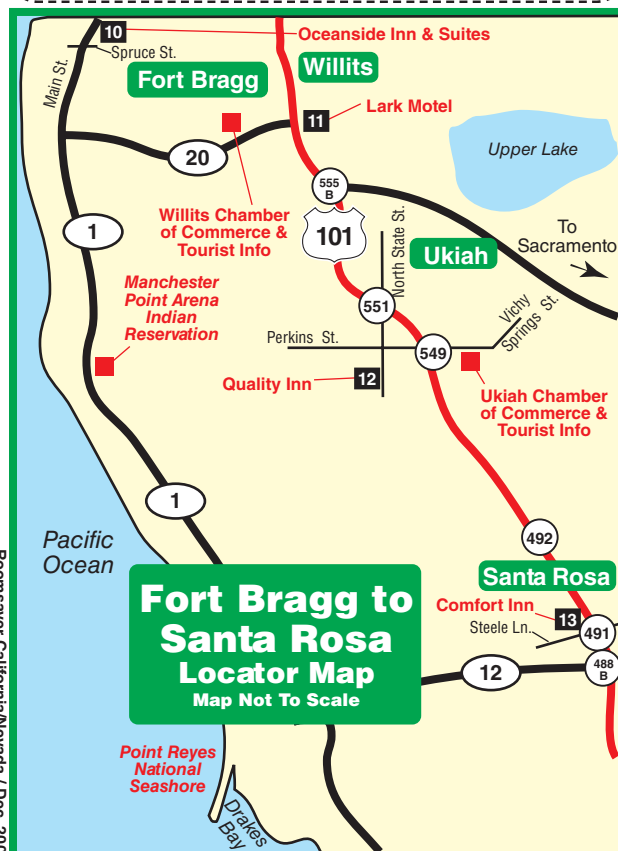 10
Oceanside Inn & Suites
Spruce St.
Main St.
Fort Bragg
Willits
Lark Motel
11
20
Upper Lake
555
B
Willits Chamber
of Commerce &
Tourist Info
101
North State St.
Ukiah
To
Sacramento
1
Manchester
Point Arena
Indian
Reservation
551
Vichy
Springs St.
Perkins St.
549
Quality Inn
12
Ukiah Chamber
of Commerce &
Tourist Info
1
492
Pacific
Ocean
Santa Rosa
Comfort Inn
13
Steele Ln.
491
488
B
12
Fort Bragg to
Santa Rosa
Locator Map
Map Not To Scale
Point Reyes
National
Seashore
Drakes
Bay
Roomsaver California/Nevada / Dec.